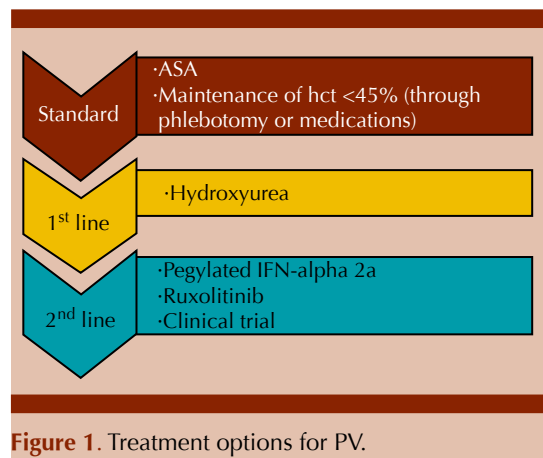 Standard
·ASA
·Maintenance of hct <45% (through
phlebotomy or medications)
1st line
·Hydroxyurea
2nd line
·Pegylated IFN-alpha 2a
·Ruxolitinib
·Clinical trial
Figure 1. Treatment options for PV.